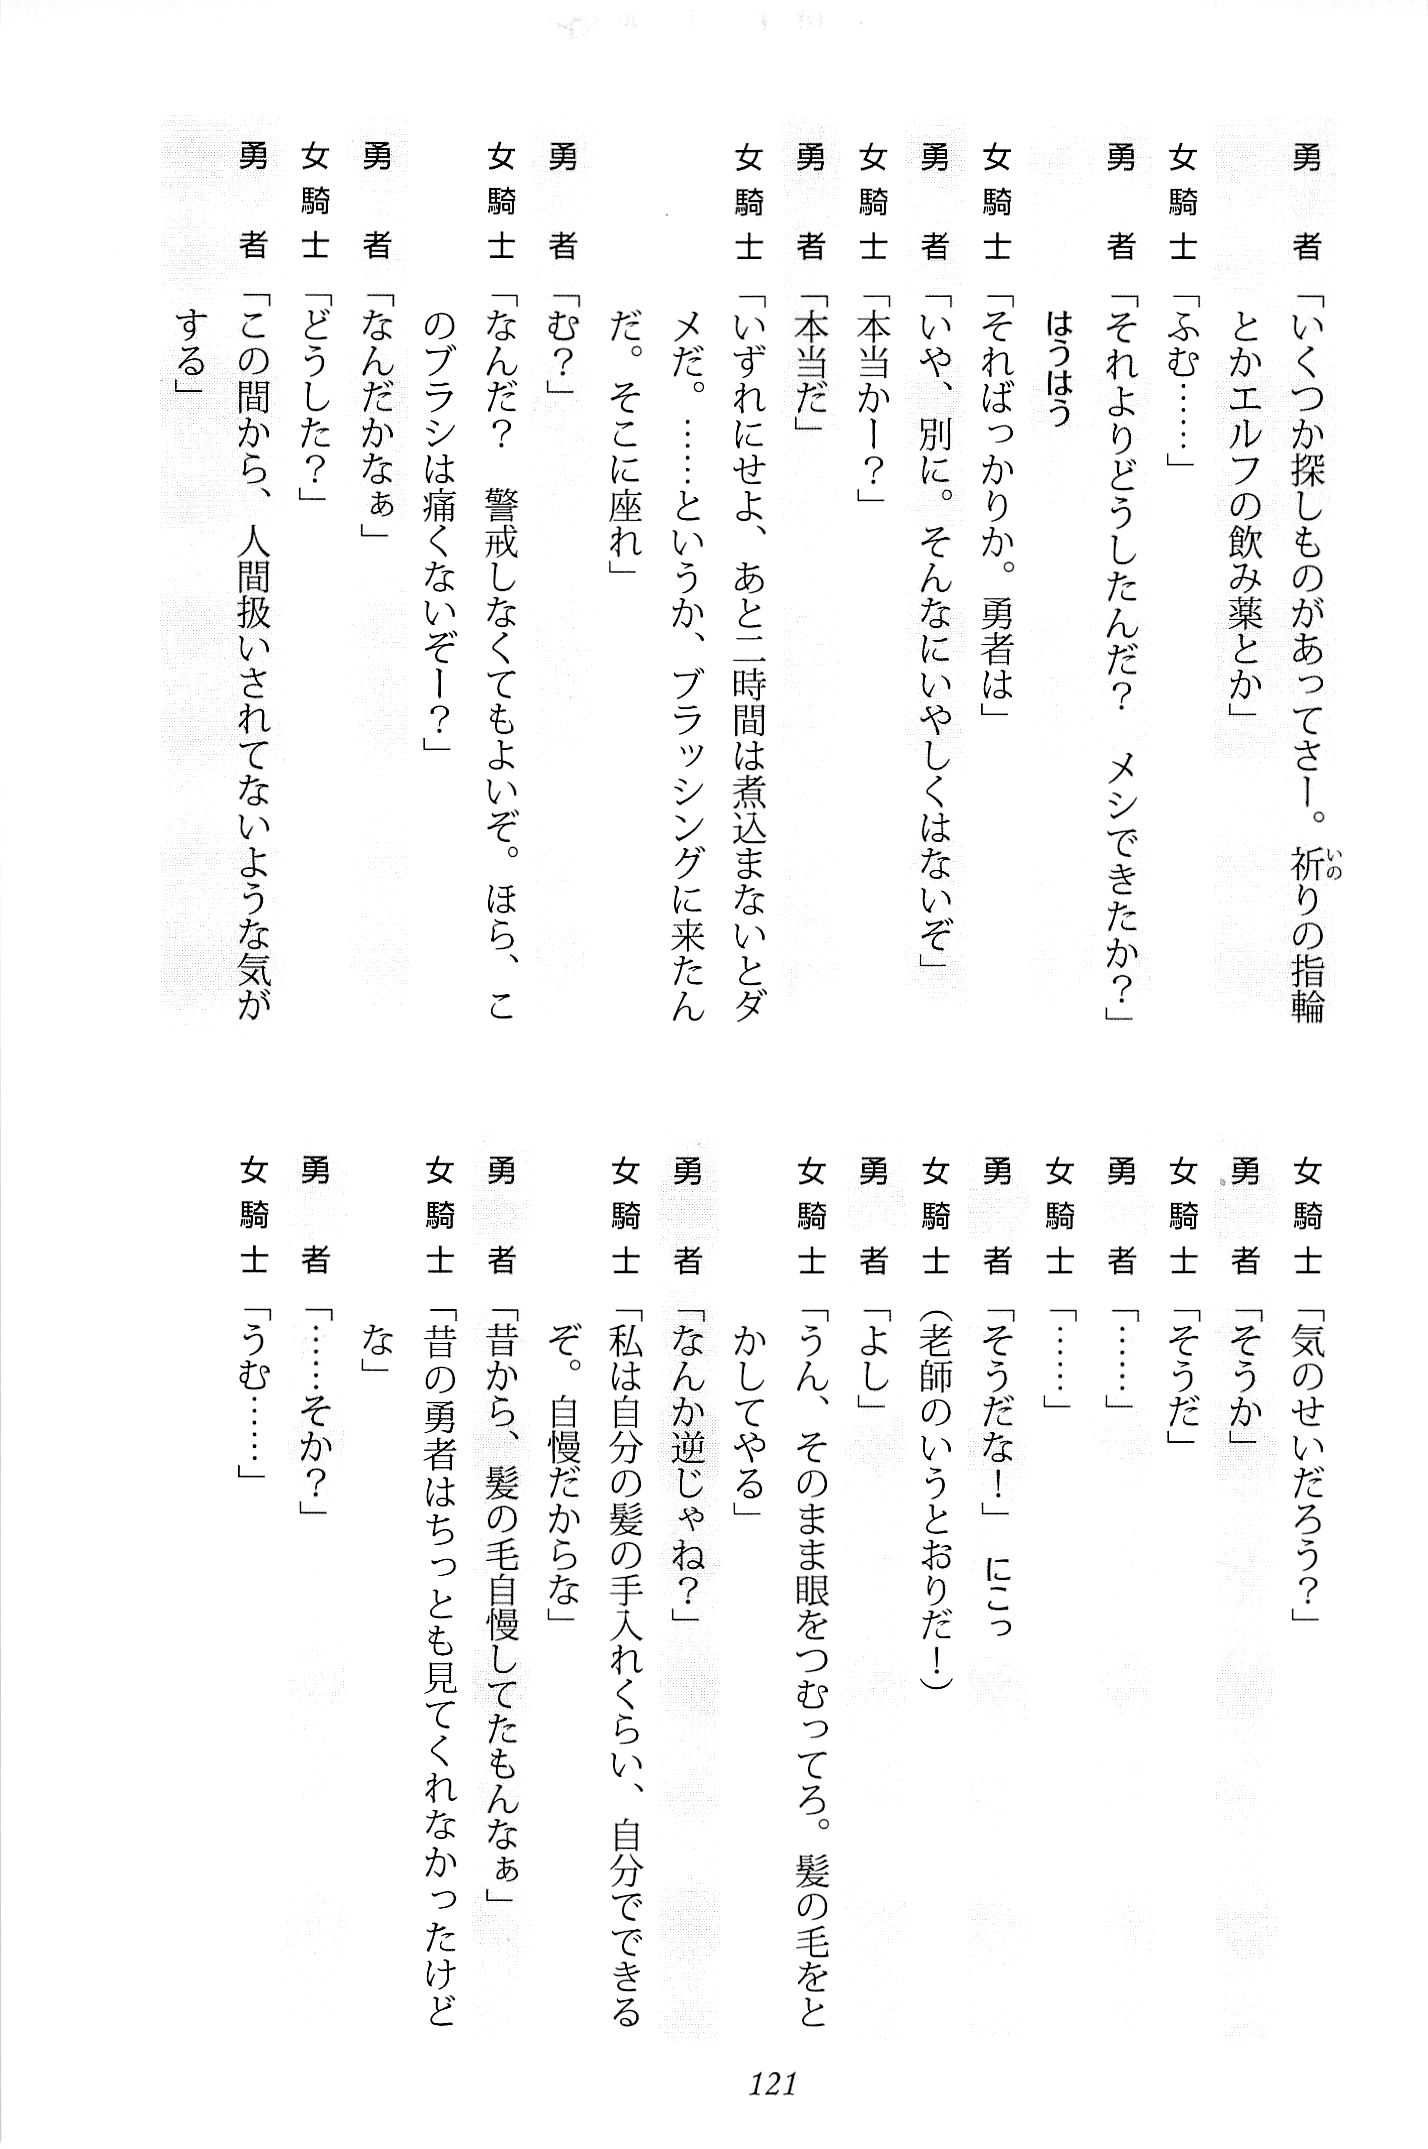 勇者「いくつか探しものがあってさー。祈りの指輪
とかエルフの飲み薬とか」
女騎士「ふむ……」
勇者「それよりどうしたんだ？　メシできたか？」
はうはう
女騎士「そればっかりか。勇者は」
勇者「いや、別に。そんなにいやしくはないぞ」
女騎士「本当かー？」
勇者「本当だ」
女騎士「いずれにせよ、あと二時間は煮込まないとダ
メだ。……というか、ブラッシングに来たん
だ。そこに座れ」
勇者「む？」
女騎士「なんだ？　警戒しなくてもよいぞ。ほら、こ
のブラシは痛くないぞー？」
勇者「なんだかなぁ」
女騎士「どうした？」
勇者「この間から、人間扱いされてないような気が
する」
女騎士「気のせいだろう？」
勇者「そうか」
女騎士「そうだ」
勇者「……」
女騎士「……」
勇者「そうだな！」　にこっ
女騎士（老師のいうとおりだ！）
勇者「よし」
女騎士「うん、そのまま眼をつむってろ。髪の毛をと
かしてやる」
勇者「なんか逆じゃね？」
女騎士「私は自分の髪の手入れくらい、自分でできる
ぞ。自慢だからな」
勇者「昔から、髪の毛自慢してたもんなぁ」
女騎士「昔の勇者はちっとも見てくれなかったけど
な」
勇者「……そか？」
女騎士「うむ……」
121